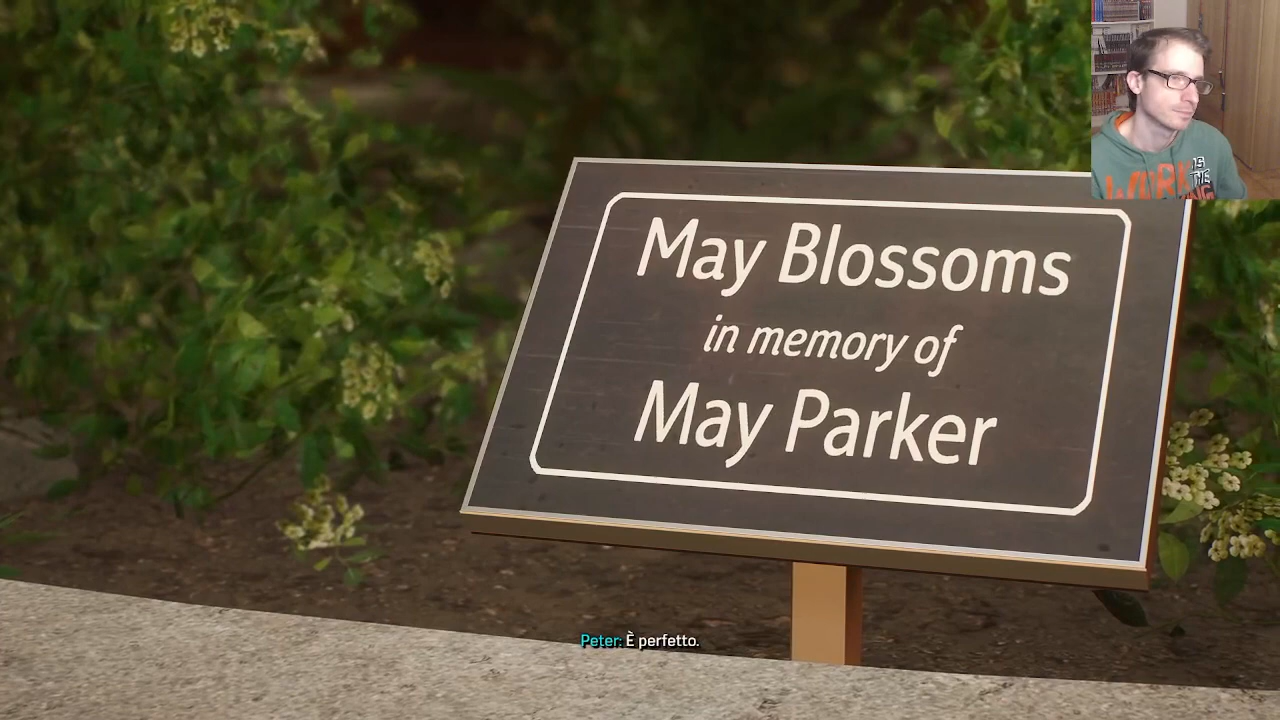 May Blossoms
in memory of
May Parker
Peter: È perfetto.